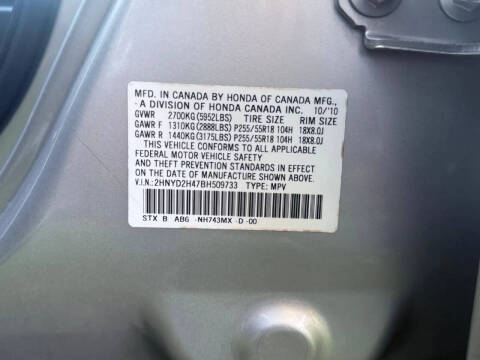 MFD. IN CANADA BY HONDA OF CANADA MFG.,
- A DIVISION OF HONDA CANADA INC. 10/'10
GVWR 2700KG(5952LBS) TIRE SIZE RIM SIZE
GAWR F 1310KG(2888LBS) P255/55R18 104H 18X8.0J
GAWR R 1440KG(3175LBS) P255/55R18 104H 18X8.0J
THIS VEHICLE CONFORMS TO ALL APPLICABLE
FEDERAL MOTOR VEHICLE SAFETY
AND THEFT PREVENTION STANDARDS IN EFFECT ON THE
DATE OF MANUFACTURE SHOWN ABOVE.
V.I.N.:2HNYD2H47BH509733 TYPE: MPV
STX B AB6 -NH743MX -D -00